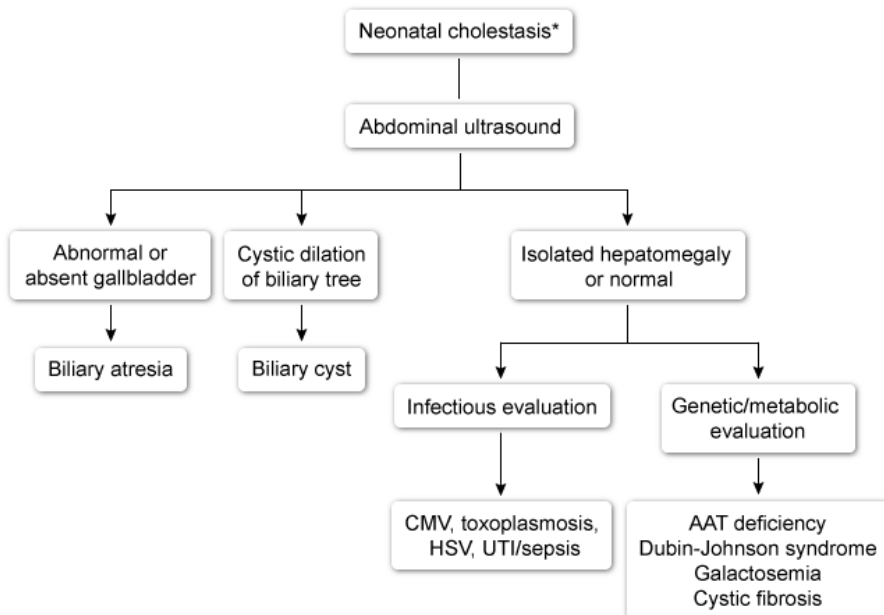 Neonatal cholestasis*
Abdominal ultrasound
Abnormal or
absent gallbladder
Cystic dilation
of biliary tree
Isolated hepatomegaly
or normal
Biliary atresia
Biliary cyst
Infectious evaluation
Genetic/metabolic
evaluation
CMV, toxoplasmosis,
HSV, UTI/sepsis
AAT deficiency
Dubin-Johnson syndrome
Galactosemia
Cystic fibrosis